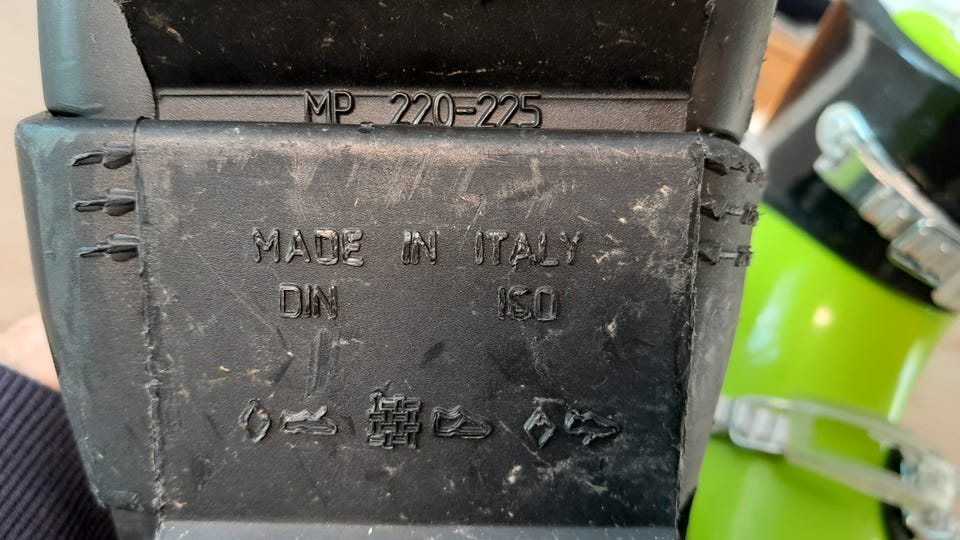 MP 220-225
MADE IN ITALY
DIN ISO